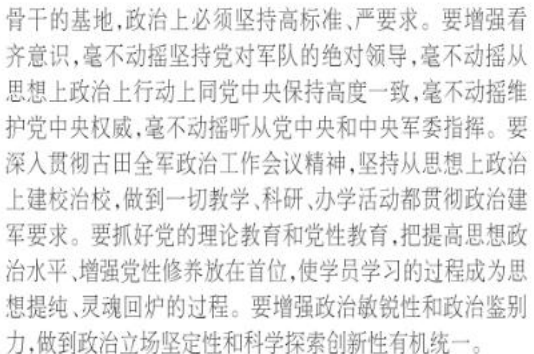 骨干的基地,政治上必须坚持高标准、严要求。要增强看
齐意识,毫不动摇坚持党对军队的绝对领导,毫不动摇从
思想上政治上行动上同党中央保持高度一致,毫不动摇维
护党中央权威,毫不动摇听从党中央和中央军委指挥。要
深入贯彻古田全军政治工作会议精神,坚持从思想上政治
上建校治校,做到一切教学、科研、办学活动都贯彻政治建
军要求。要抓好党的理论教育和党性教育,把提高思想政
治水平、增强党性修养放在首位,使学员学习的过程成为思
想提纯、灵魂回炉的过程。要增强政治敏锐性和政治鉴别
力,做到政治立场坚定性和科学探索创新性有机统一。